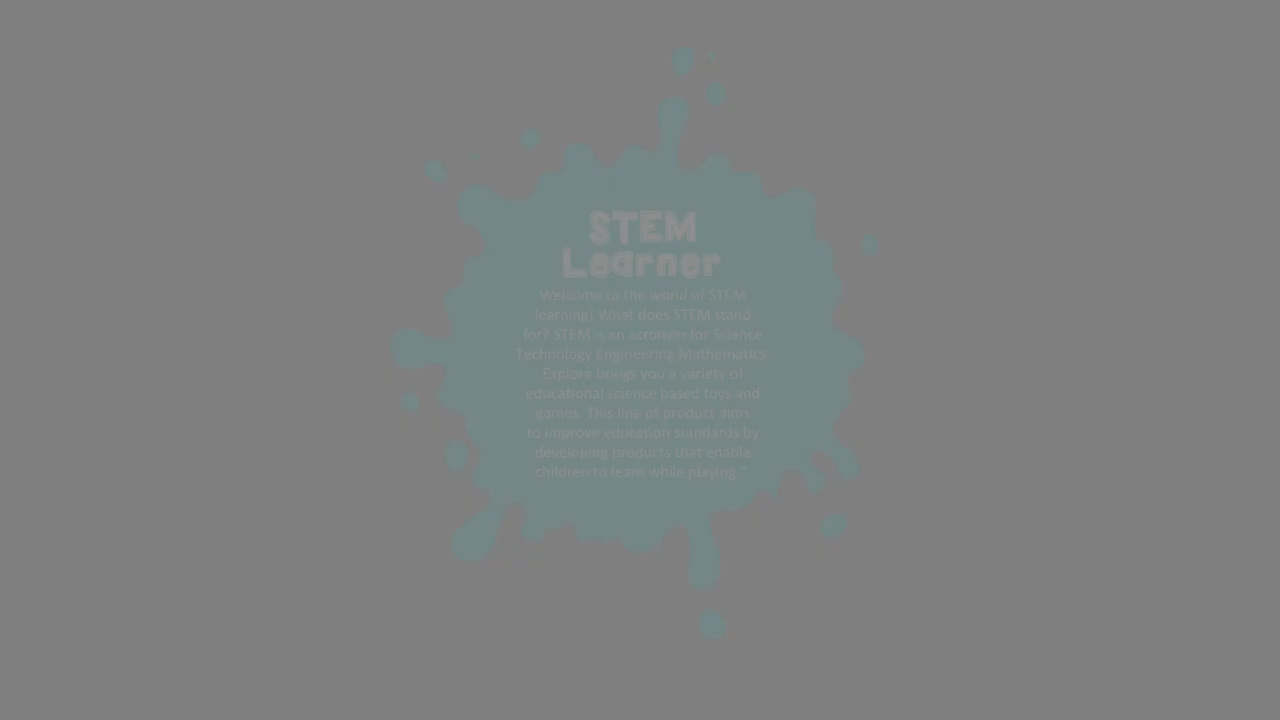 STEM
Learner
Welcome to the world of STEM
learning! What does STEM stand
for? STEM is an acronym for Science
Technology Engineering Mathematics
Explore brings you a variety of
educational science based toys and
games. This line of product aims
to improve education standards by
developing products that enable
children to learn while playing."